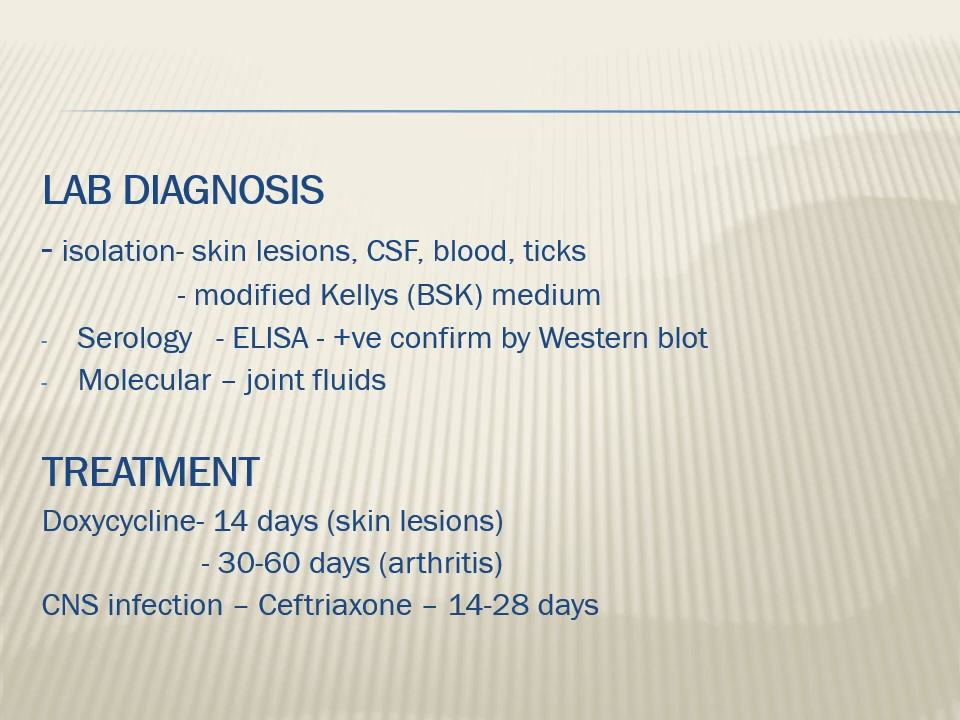 LAB DIAGNOSIS
- isolation- skin lesions, CSF, blood, ticks
- modified Kellys (BSK) medium
- Serology - ELISA - +ve confirm by Western blot
- Molecular – joint fluids
TREATMENT
Doxycycline- 14 days (skin lesions)
- 30-60 days (arthritis)
CNS infection – Ceftriaxone – 14-28 days